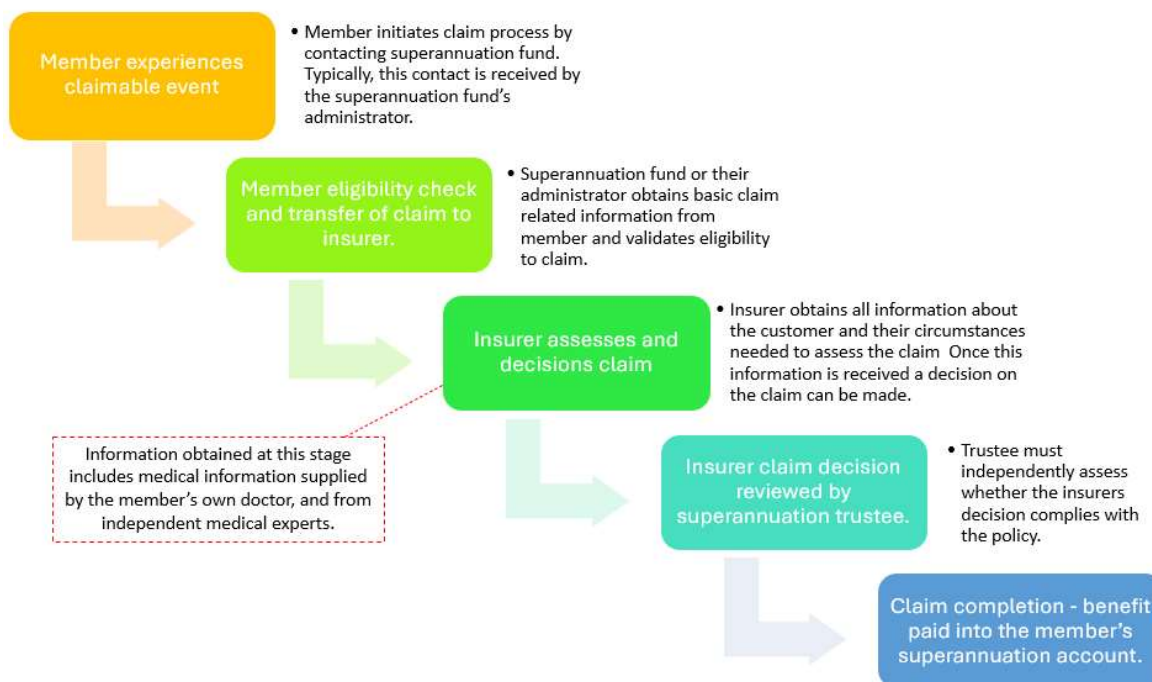 Member experiences
claimable event
• Member initiates claim process by
contacting superannuation fund.
Typically, this contact is received by
the superannuation fund's
administrator.
Member eligibility check
and transfer of claim to
insurer.
• Superannuation fund or their
administrator obtains basic claim
related information from
member and validates eligibility
to claim.
Insurer assesses and
decisions claim
• Insurer obtains all information about
the customer and their circumstances
needed to assess the claim  Once this
information is received a decision on
the claim can be made.
Information obtained at this stage
includes medical information supplied
by the member's own doctor, and from
independent medical experts.
Insurer claim decision
reviewed by
superannuation trustee.
• Trustee must
independently assess
whether the insurers
decision complies with
the policy.
Claim completion - benefit
paid into the member's
superannuation account.